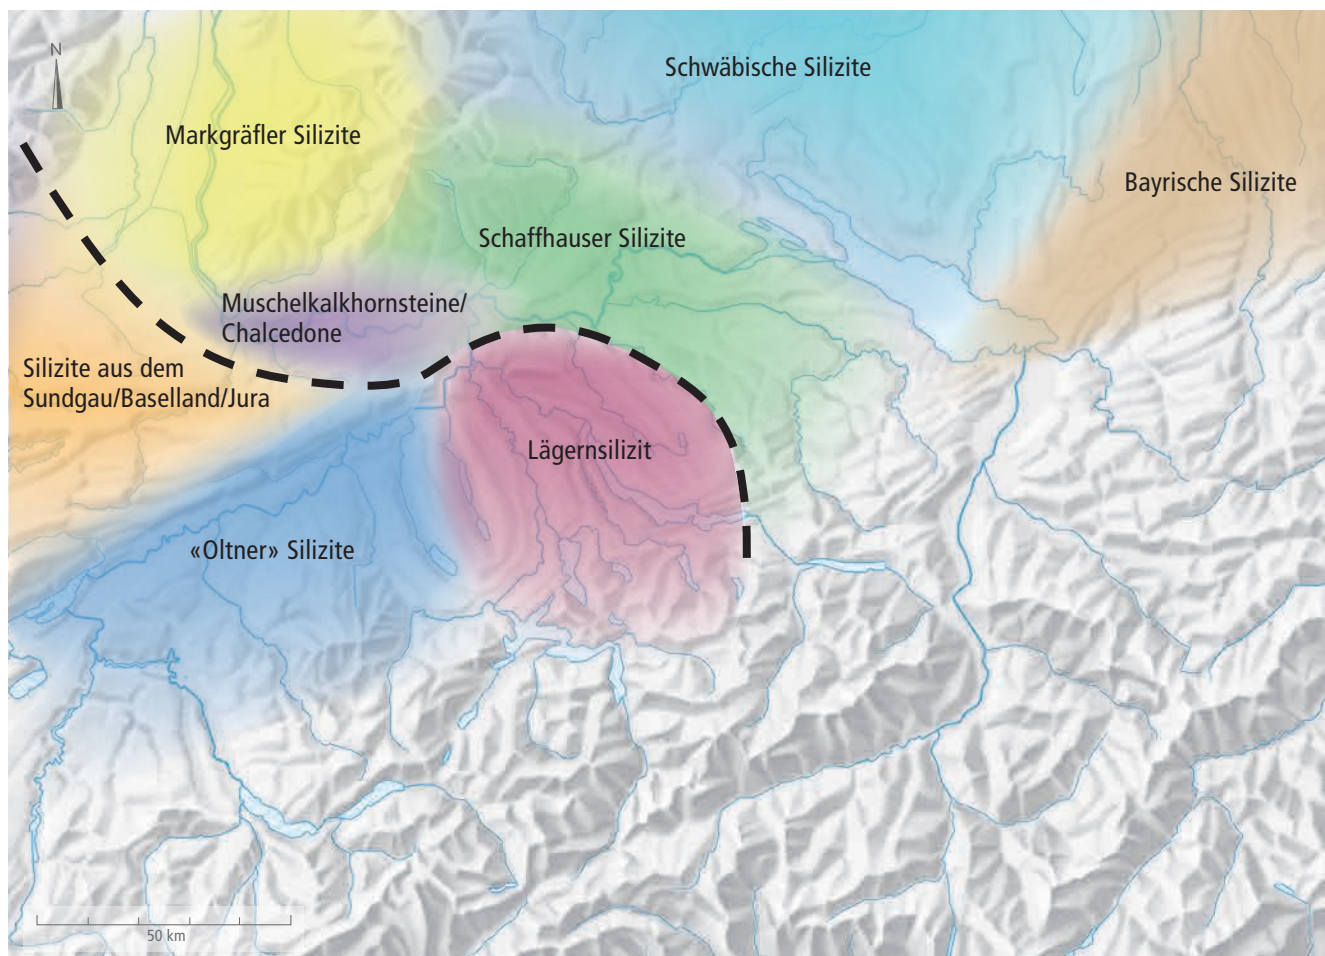 N
Schwäbische Silizite
Markgräfler Silizite
Bayrische Silizite
Schaffhauser Silizite
Muschelkalkhornsteine/
Chalcedone
Silizite aus dem
Sundgau/Baselland/Jura
Lägernsilizit
«Oltner» Silizite
50 km